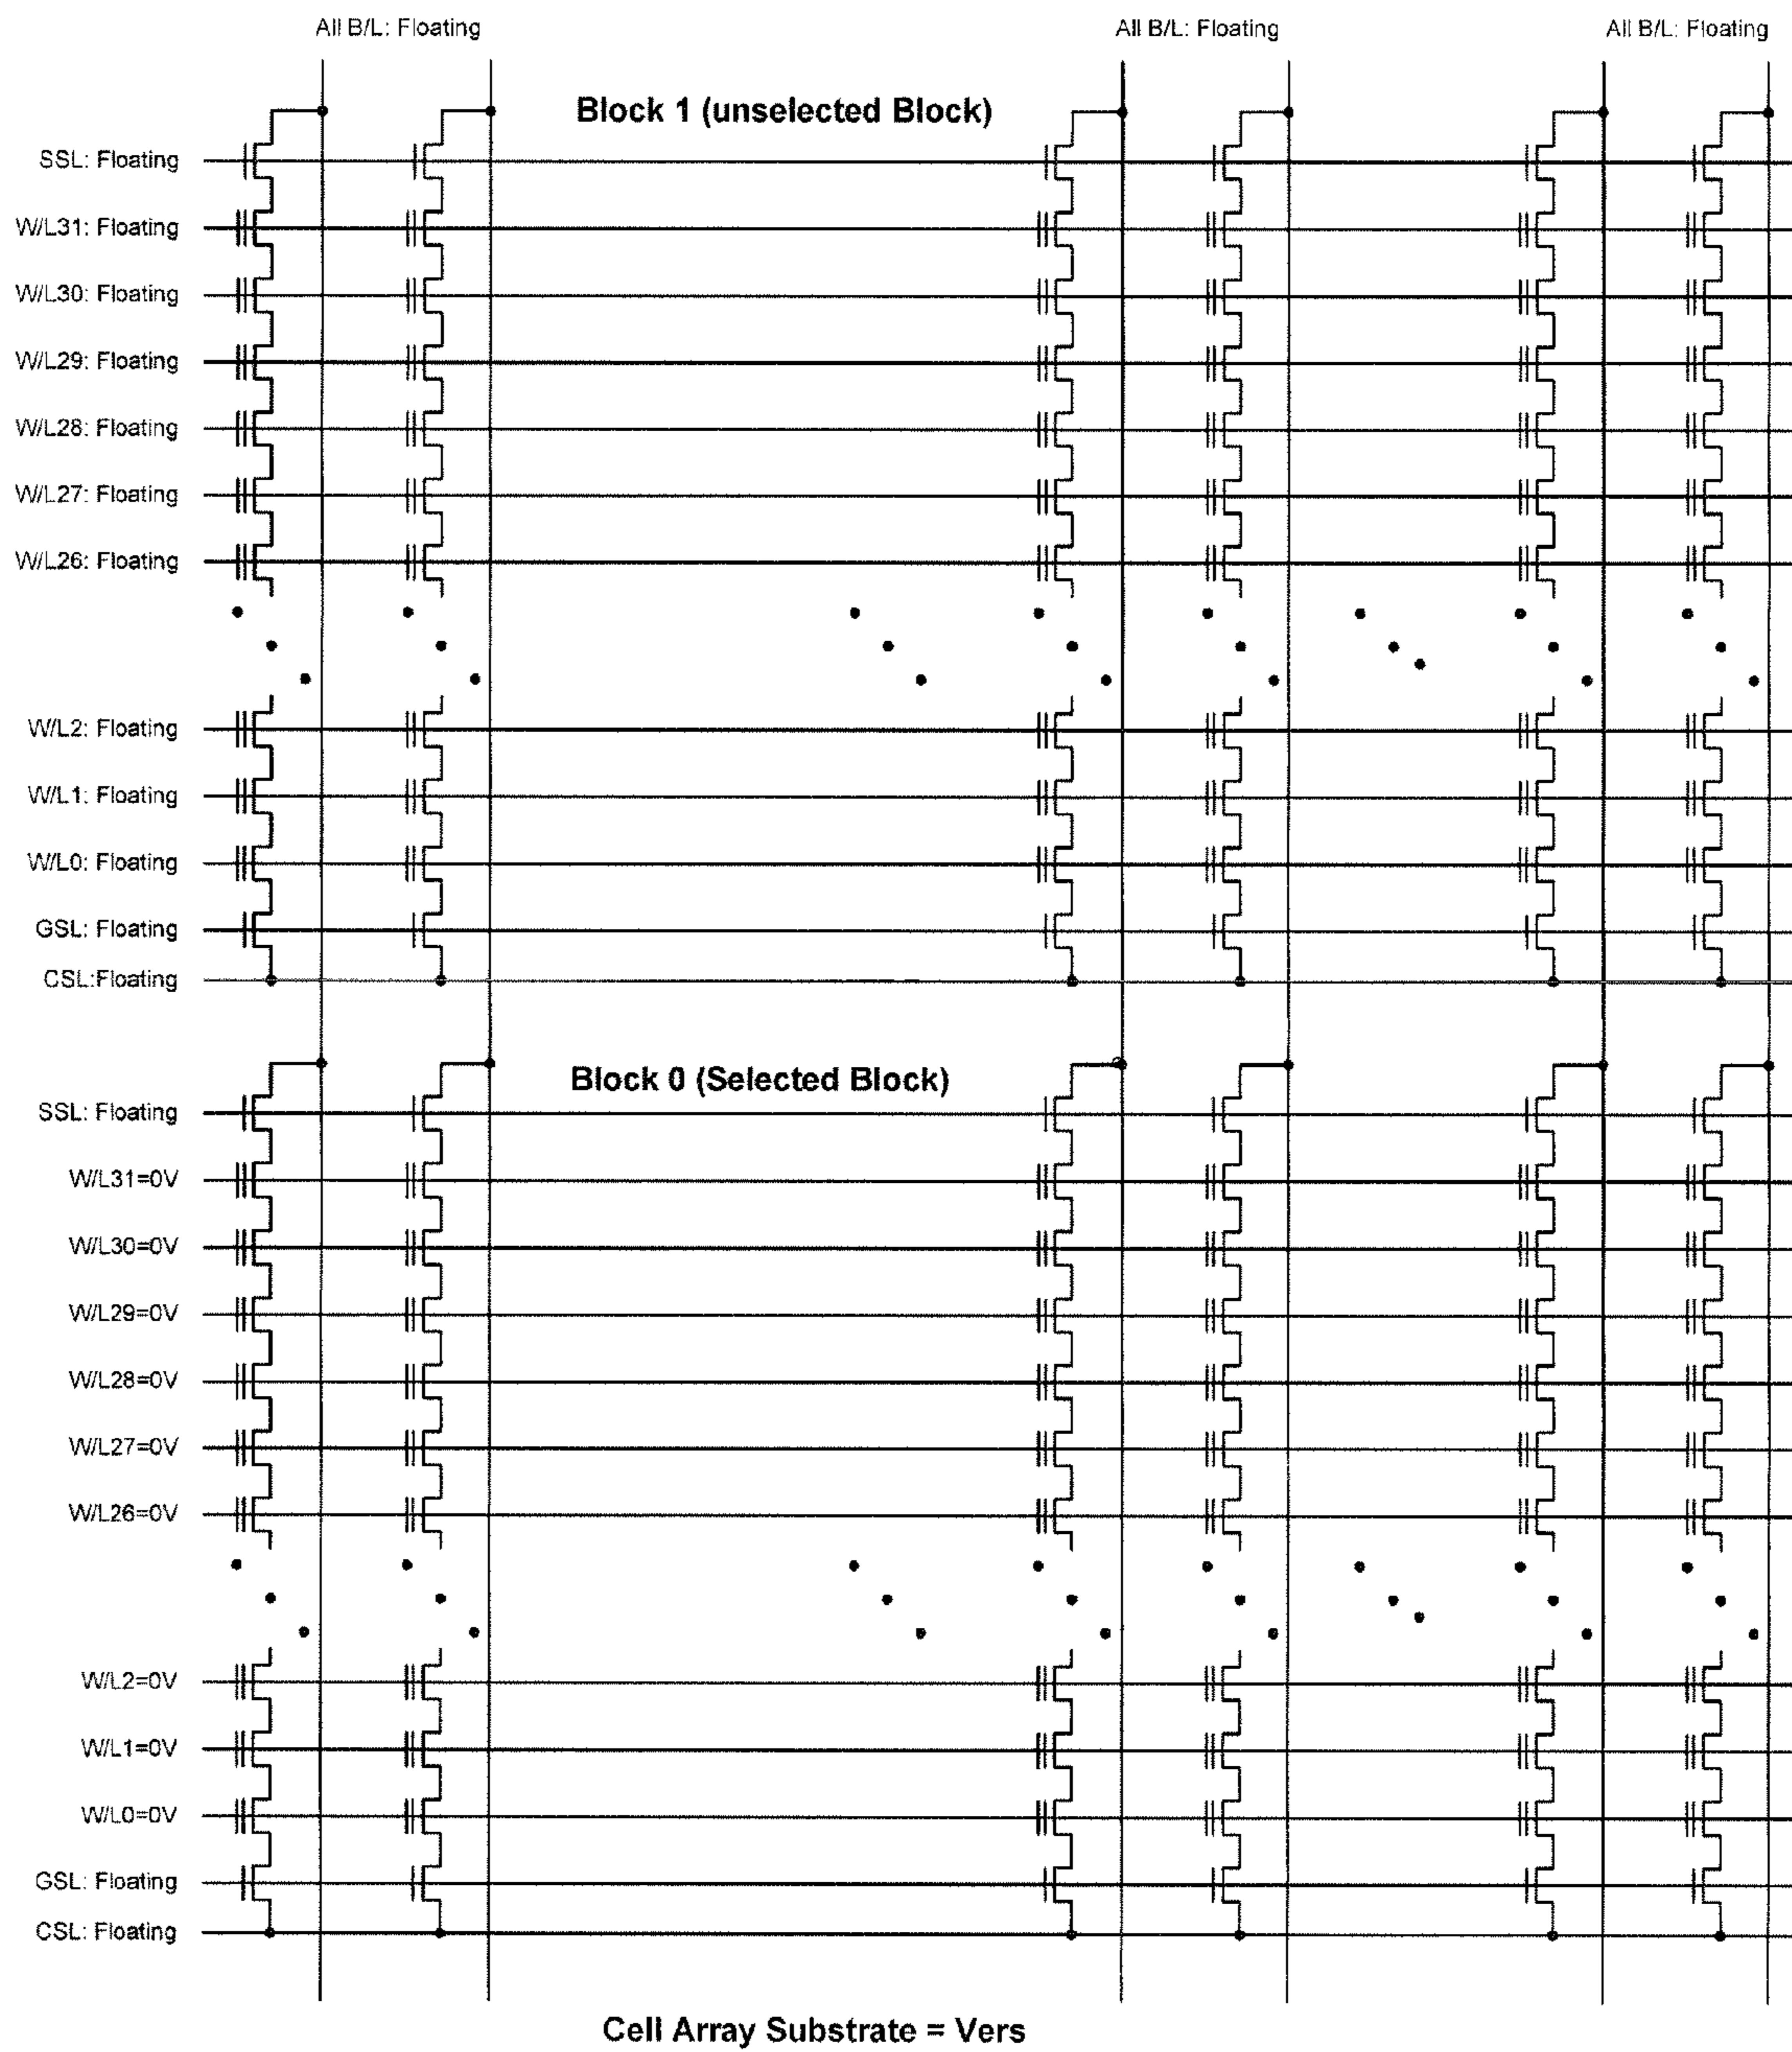 All B/L: Floating
All B/L: Floating
All B/L: Floating
Block 1 (unselected Block)
SSL: Floating
W/L31: Floating
W/L30: Floating
W/L29: Floating
W/L28: Floating
W/L27: Floating
W/L26: Floating
W/L2: Floating
W/L1: Floating
W/L0: Floating
GSL: Floating
CSL:Floating
Block 0 (Selected Block)
SSL: Floating
W/L31=0V
W/L30=0V
W/L29=0V
W/L28=0V
W/L27=0V
W/L26=0V
W/L2=0V
W/L1=0V
W/L0=0V
GSL: Floating
CSL: Floating
Cell Array Substrate = Vers